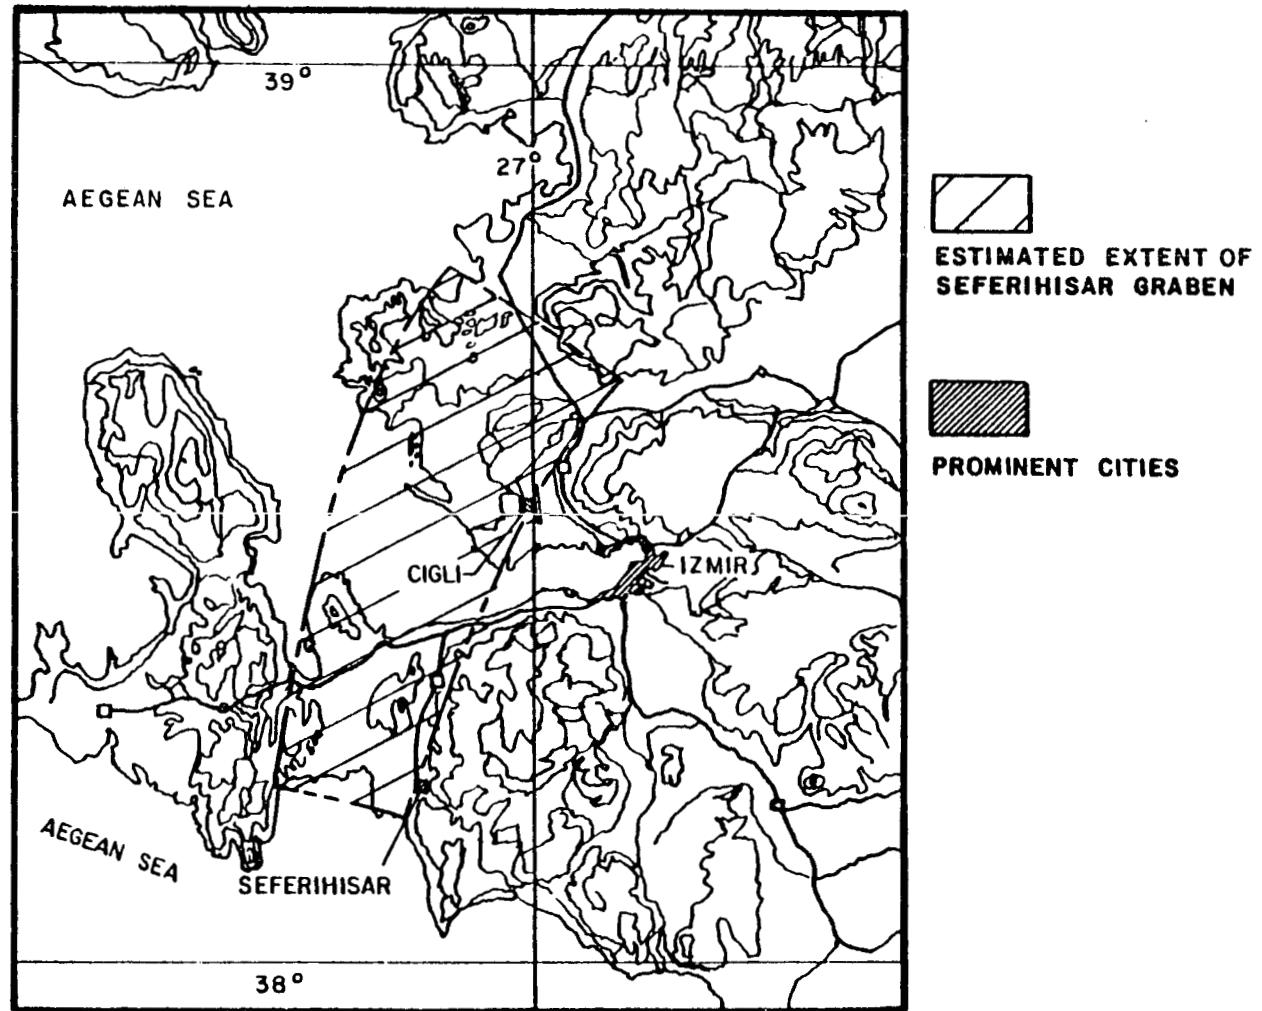 39°
27°
AEGEAN SEA
ESTIMATED EXTENT OF
SEFERIHISAR GRABEN
PROMINENT CITIES
CIGLI
IZMIR
AEGEAN SEA
SEFERIHISAR
38°